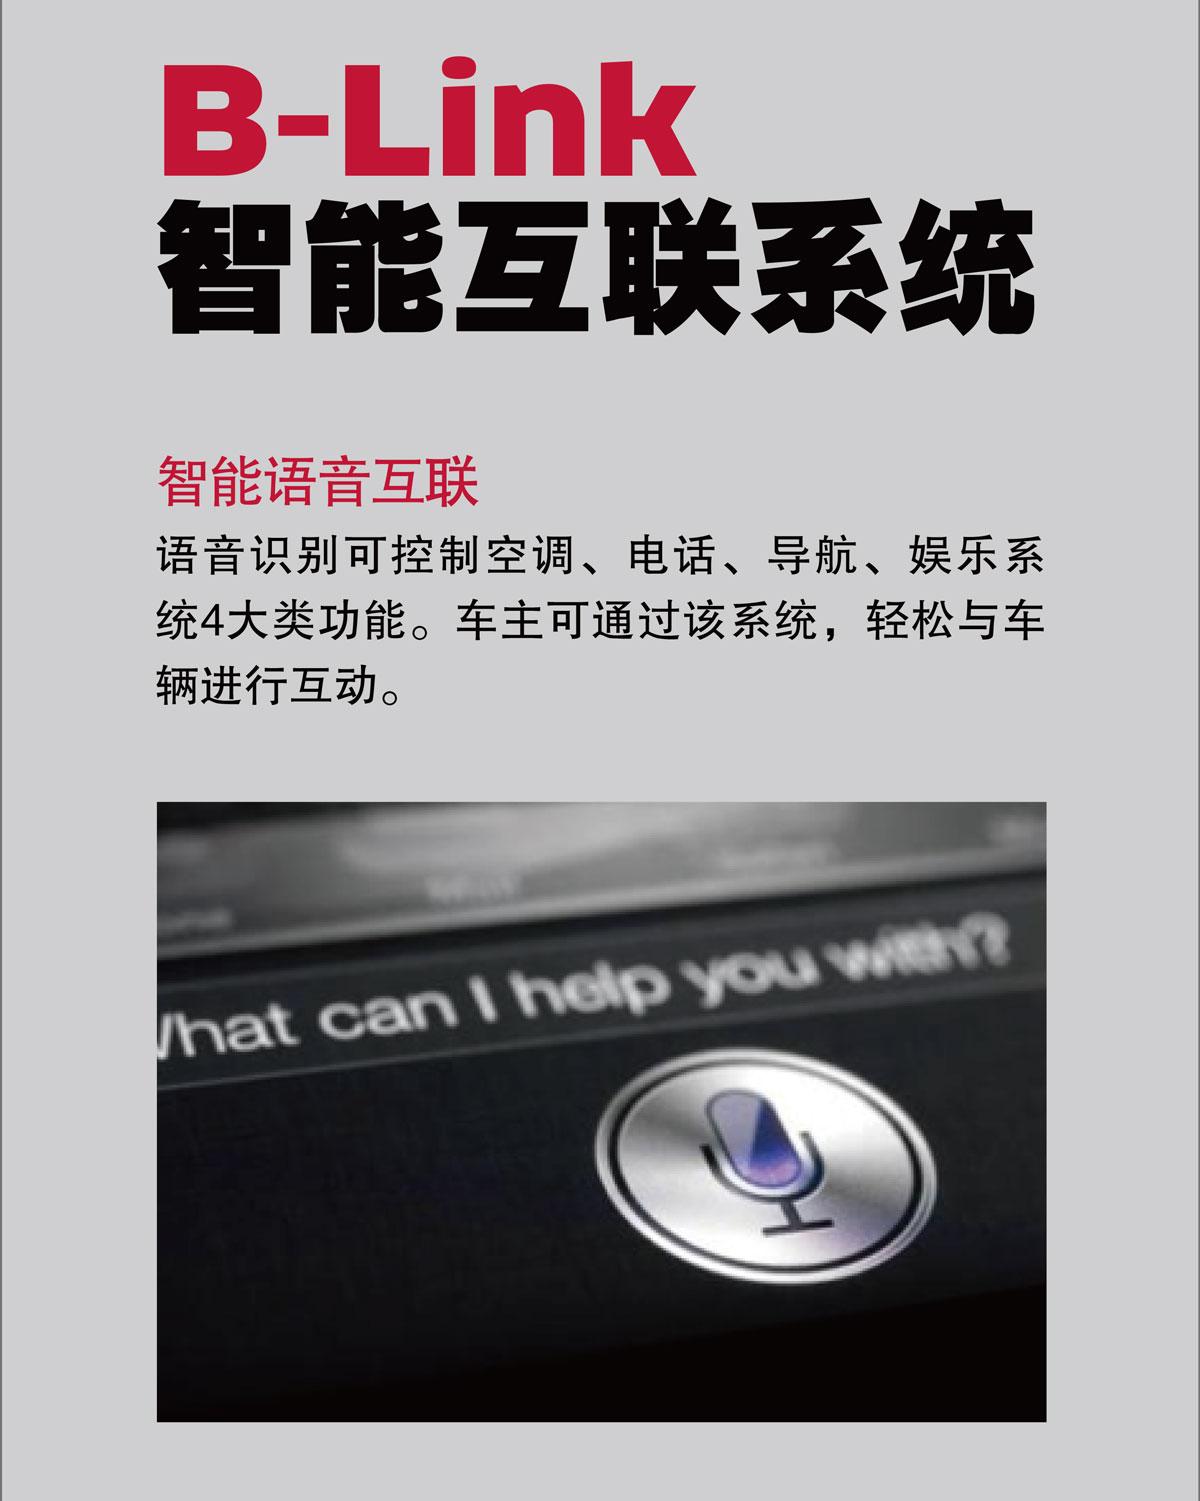 B-Link
智能互联系统
智能语音互联
语音识别可控制空调、电话、导航、娱乐系
统4大类功能。车主可通过该系统，轻松与车
辆进行互动。
What can I help you with?